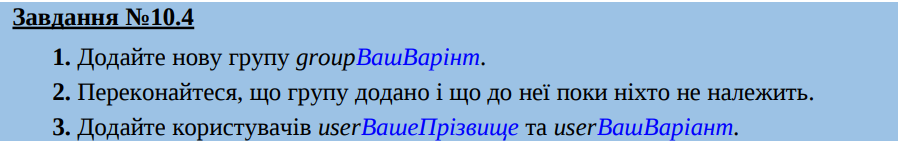 Завдання №10.4
1. Додайте нову групу groupВашВарінт.
2. Переконайтеся, що групу додано і що до неї поки ніхто не належить.
3. Додайте користувачів userВашеПрізвище та userВашВаріант.